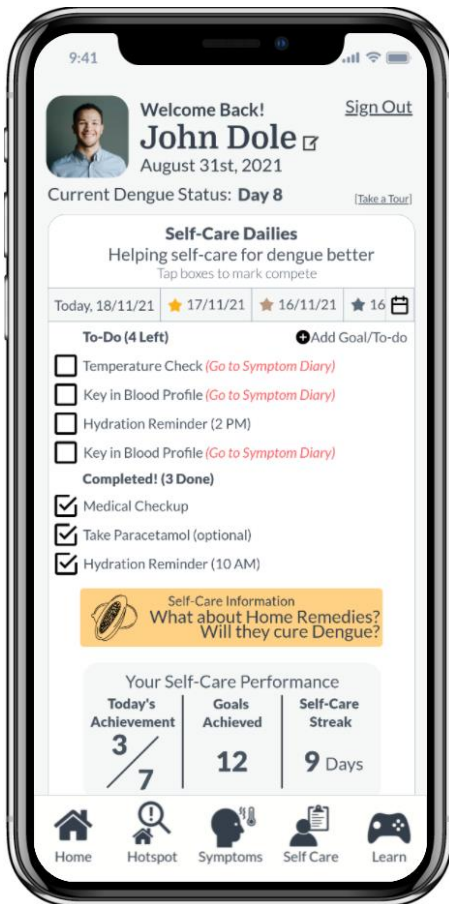 9:41
Welcome Back!
Sign Out
John Dole
August 31st, 2021
Current Dengue Status: Day 8
[Take a Tour]
Self-Care Dailies
Helping self-care for dengue better
Tap boxes to mark compete
Today, 18/11/21 17/11/21 16/11/21 16
To-Do (4 Left) Add Goal/To-do
Temperature Check (Go to Symptom Diary)
Key in Blood Profile (Go to Symptom Diary)
Hydration Reminder (2 PM)
Key in Blood Profile (Go to Symptom Diary)
Completed! (3 Done)
Medical Checkup
Take Paracetamol (optional)
Hydration Reminder (10 AM)
Self-Care Information
What about Home Remedies?
Will they cure Dengue?
Your Self-Care Performance
Today's Achievement
3/7
Goals Achieved
12
Self-Care Streak
9 Days
Home Hotspot Symptoms Self Care Learn